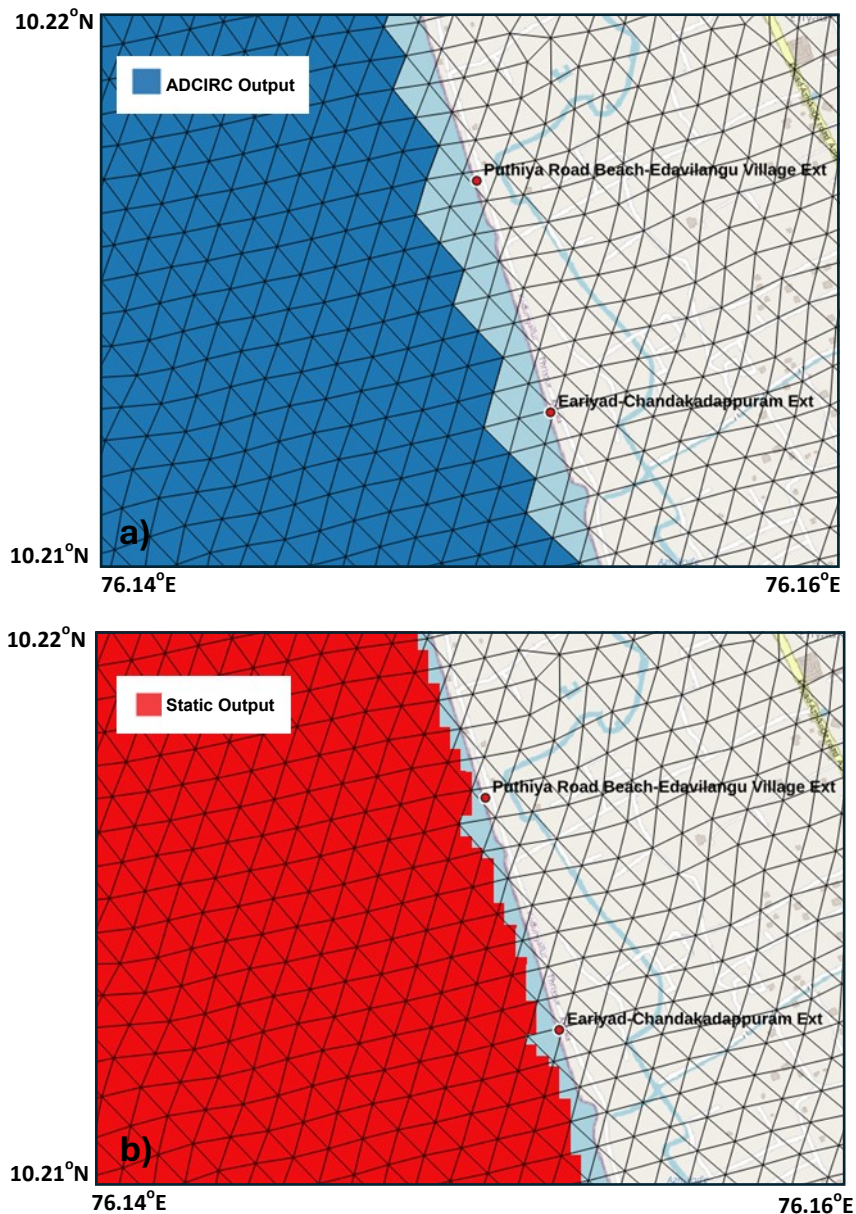 10.22°N
ADCIRC Output
Puthiya Road Beach-Edavilangu Village Ext
Eariyad-Chandakadappuram Ext
a)
10.21°N
76.14°E 76.16°E
10.22°N
Static Output
Puthiya Road Beach-Edavilangu Village Ext
Eariyad-Chandakadappuram Ext
b)
10.21°N
76.14°E 76.16°E